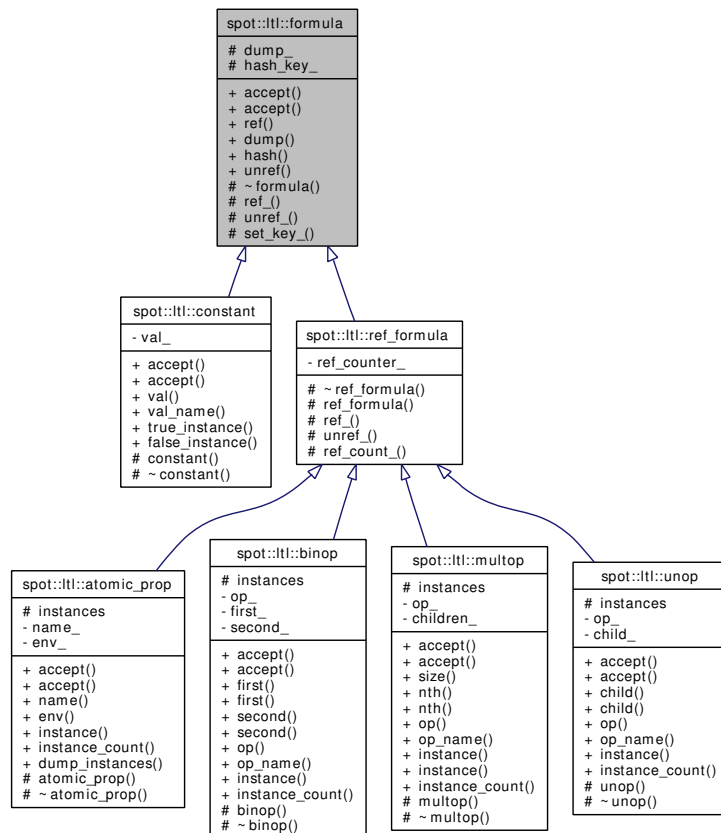 spot::ltl::formula
# dump_
# hash_key_
+ accept()
+ accept()
+ ref()
+ dump()
+ hash()
+ unref()
# ~ formula()
# ref_()
# unref_()
# set_key_()
spot::ltl::constant
- val_
+ accept()
+ accept()
+ val()
+ val_name()
+ true_instance()
+ false_instance()
# constant()
# ~ constant()
spot::ltl::ref_formula
- ref_counter_
# ~ ref_formula()
# ref_formula()
# ref_()
# unref_()
# ref_count_()
spot::ltl::atomic_prop
# instances
- name_
- env_
+ accept()
+ accept()
+ name()
+ env()
+ instance()
+ instance_count()
+ dump_instances()
# atomic_prop()
# ~ atomic_prop()
spot::ltl::binop
# instances
- op_
- first_
- second_
+ accept()
+ accept()
+ first()
+ first()
+ second()
+ second()
+ op()
+ op_name()
+ instance()
+ instance_count()
# binop()
# ~ binop()
spot::ltl::multop
# instances
- op_
- children_
+ accept()
+ accept()
+ size()
+ nth()
+ nth()
+ op()
+ op_name()
+ instance()
+ instance()
+ instance_count()
# multop()
# ~ multop()
spot::ltl::unop
# instances
- op_
- child_
+ accept()
+ accept()
+ child()
+ child()
+ op()
+ op_name()
+ instance()
+ instance_count()
# unop()
# ~ unop()